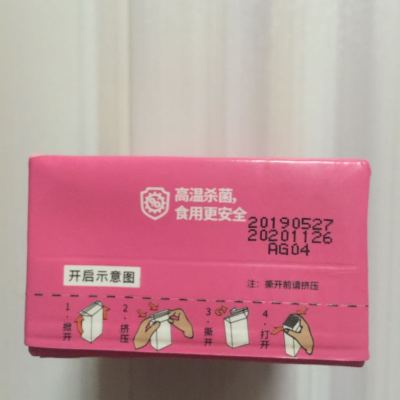 高温杀菌,
食用更安全
20190527
20201126
AG04
开启示意图
注：撕开前请挤压
1·掀开
2·挤压
3·撕开
4·打开